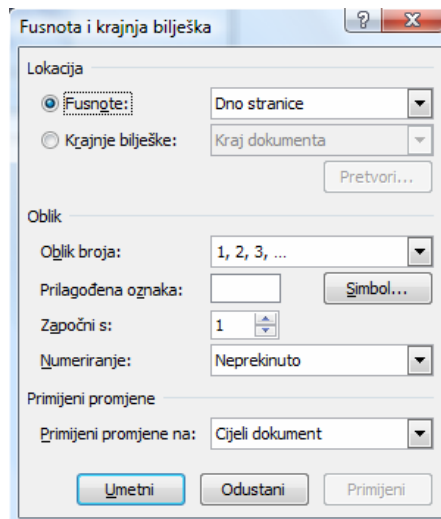 Fusnota i krajnja bilješka
Lokacija
Fusnote: Dno stranice
Krajnje bilješke: Kraj dokumenta
Pretvori...
Oblik
Oblik broja: 1, 2, 3, ...
Prilagođena oznaka: Simbol...
Započni s: 1
Numeriranje: Neprekinuto
Primijeni promjene
Primijeni promjene na: Cijeli dokument
Umetni Odustani Primijeni